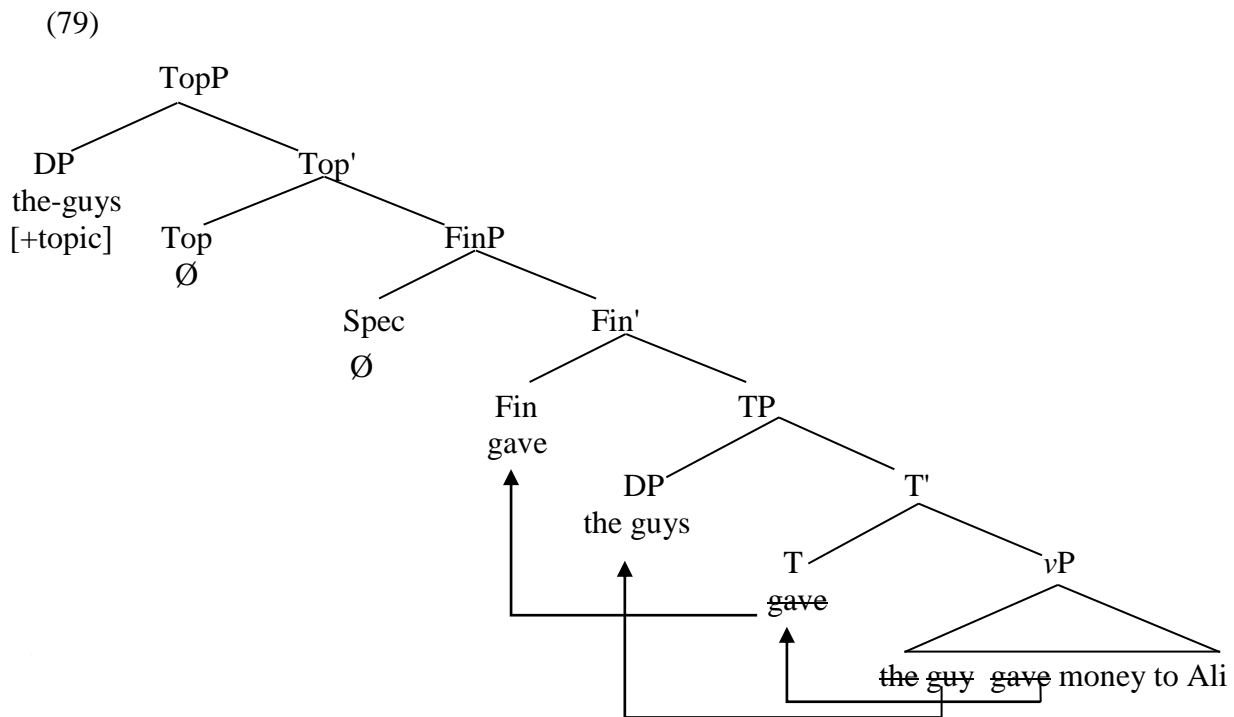 (79)
TopP
DP Top'
the-guys
[+topic] Top FinP
Ø
Spec Fin'
Ø
Fin TP
gave
DP T'
the guys
T vP
gave
the guy gave money to Ali